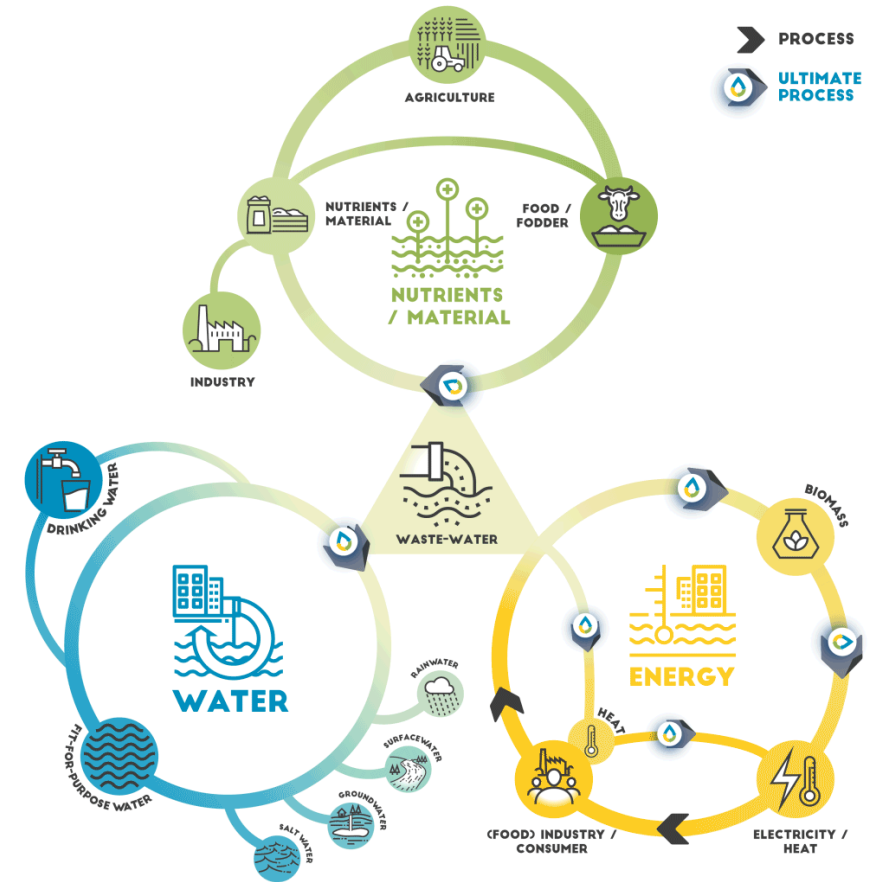 PROCESS
ULTIMATE
PROCESS
AGRICULTURE
NUTRIENTS /
MATERIAL
FOOD /
FODDER
NUTRIENTS
/ MATERIAL
INDUSTRY
WASTE-WATER
DRINKING WATER
WATER
FIT-FOR-PURPOSE WATER
RAINWATER
SURFACEWATER
GROUNDWATER
SALT WATER
BIOMASS
ENERGY
HEAT
(FOOD) INDUSTRY /
CONSUMER
ELECTRICITY /
HEAT